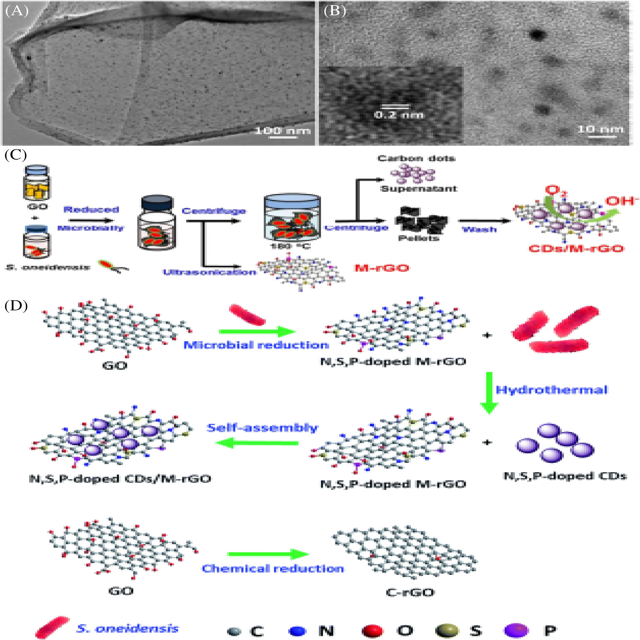 (A)
100 nm
(B)
0.2 nm
10 nm
(C)
GO
+
S. oneidensis
Reduced
Microbially
Centrifuge
Ultrasonication
180 °C
M-rGO
Centrifuge
Carbon dots
Supernatant
Pellets
Wash
O2
OH-
CDs/M-rGO
(D)
GO
Microbial reduction
N,S,P-doped M-rGO
+
Hydrothermal
N,S,P-doped CDs/M-rGO
Self-assembly
N,S,P-doped M-rGO
+
N,S,P-doped CDs
GO
Chemical reduction
C-rGO
S. oneidensis
C
N
O
S
P